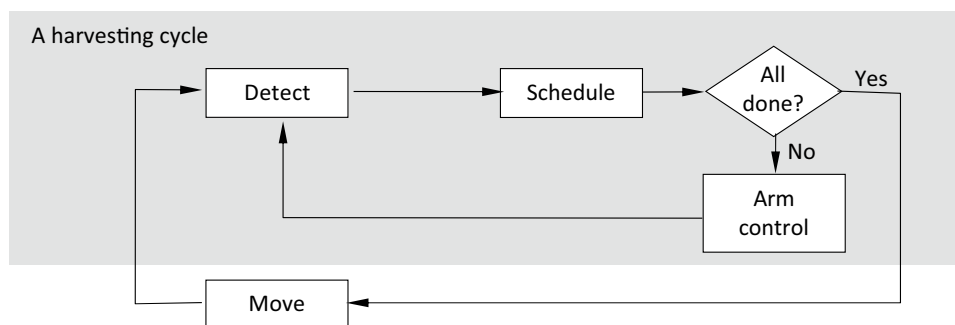 A harvesting cycle
Detect
Schedule
All
done?
Yes
No
Arm
control
Move